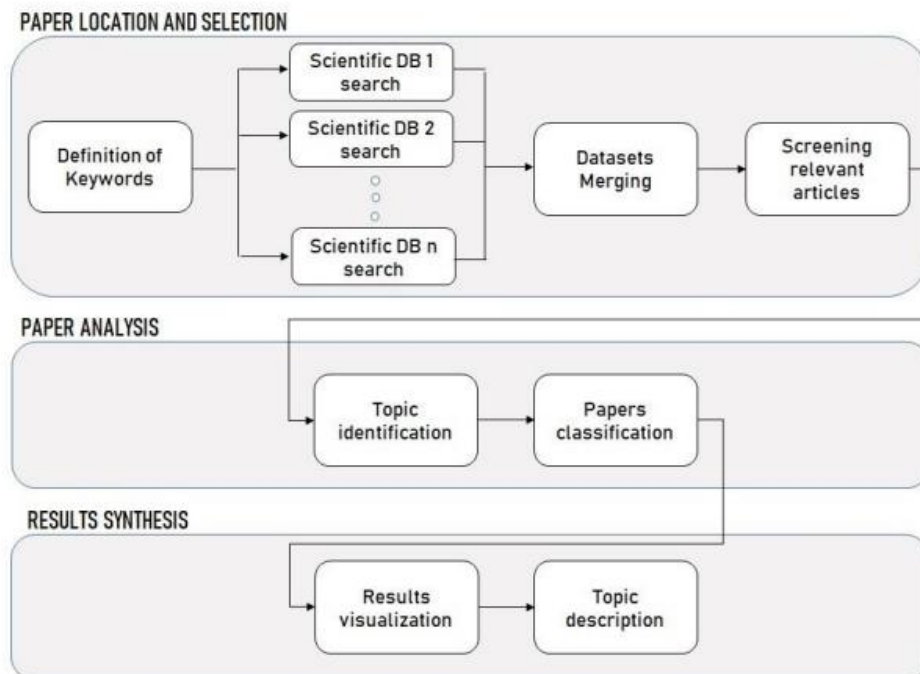 PAPER LOCATION AND SELECTION
Definition of
Keywords
Scientific DB 1
search
Scientific DB 2
search
Scientific DB n
search
Datasets
Merging
Screening
relevant
articles
PAPER ANALYSIS
Topic
identification
Papers
classification
RESULTS SYNTHESIS
Results
visualization
Topic
description